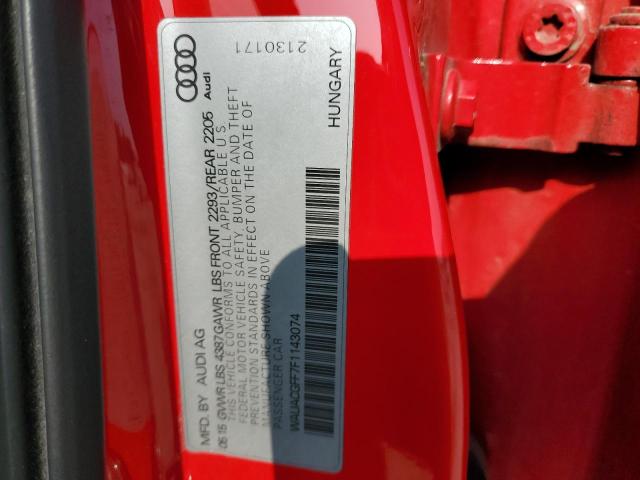 MFD. BY AUDI AG
Audi
2130171
05 15 GVWR LBS 4387 GAWR LBS FRONT 2293/REAR 2205
THIS VEHICLE CONFORMS TO ALL APPLICABLE U S
FEDERAL MOTOR VEHICLE SAFETY, BUMPER AND THEFT
PREVENTION STANDARDS IN EFFECT ON THE DATE OF
MANUFACTURE SHOWN ABOVE
PASSENGER CAR
WAUACGFF7F1143074
HUNGARY